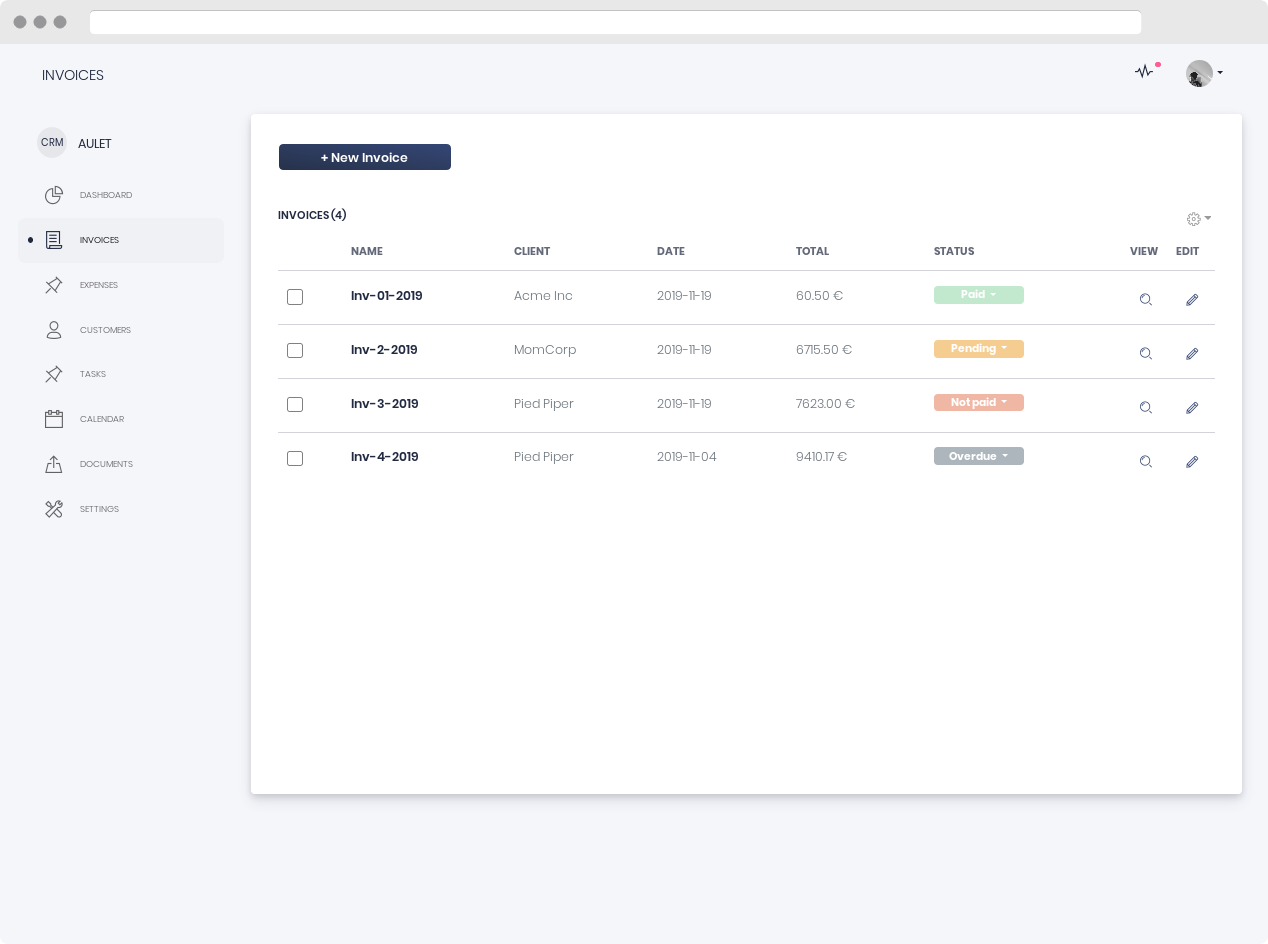 INVOICES
CRM AULET
DASHBOARD
INVOICES
EXPENSES
CUSTOMERS
TASKS
CALENDAR
DOCUMENTS
SETTINGS
+ New Invoice
INVOICES (4)
NAME CLIENT DATE TOTAL STATUS VIEW EDIT
Inv-01-2019 Acme Inc 2019-11-19 60.50 € Paid
Inv-2-2019 MomCorp 2019-11-19 6715.50 € Pending
Inv-3-2019 Pied Piper 2019-11-19 7623.00 € Not paid
Inv-4-2019 Pied Piper 2019-11-04 9410.17 € Overdue